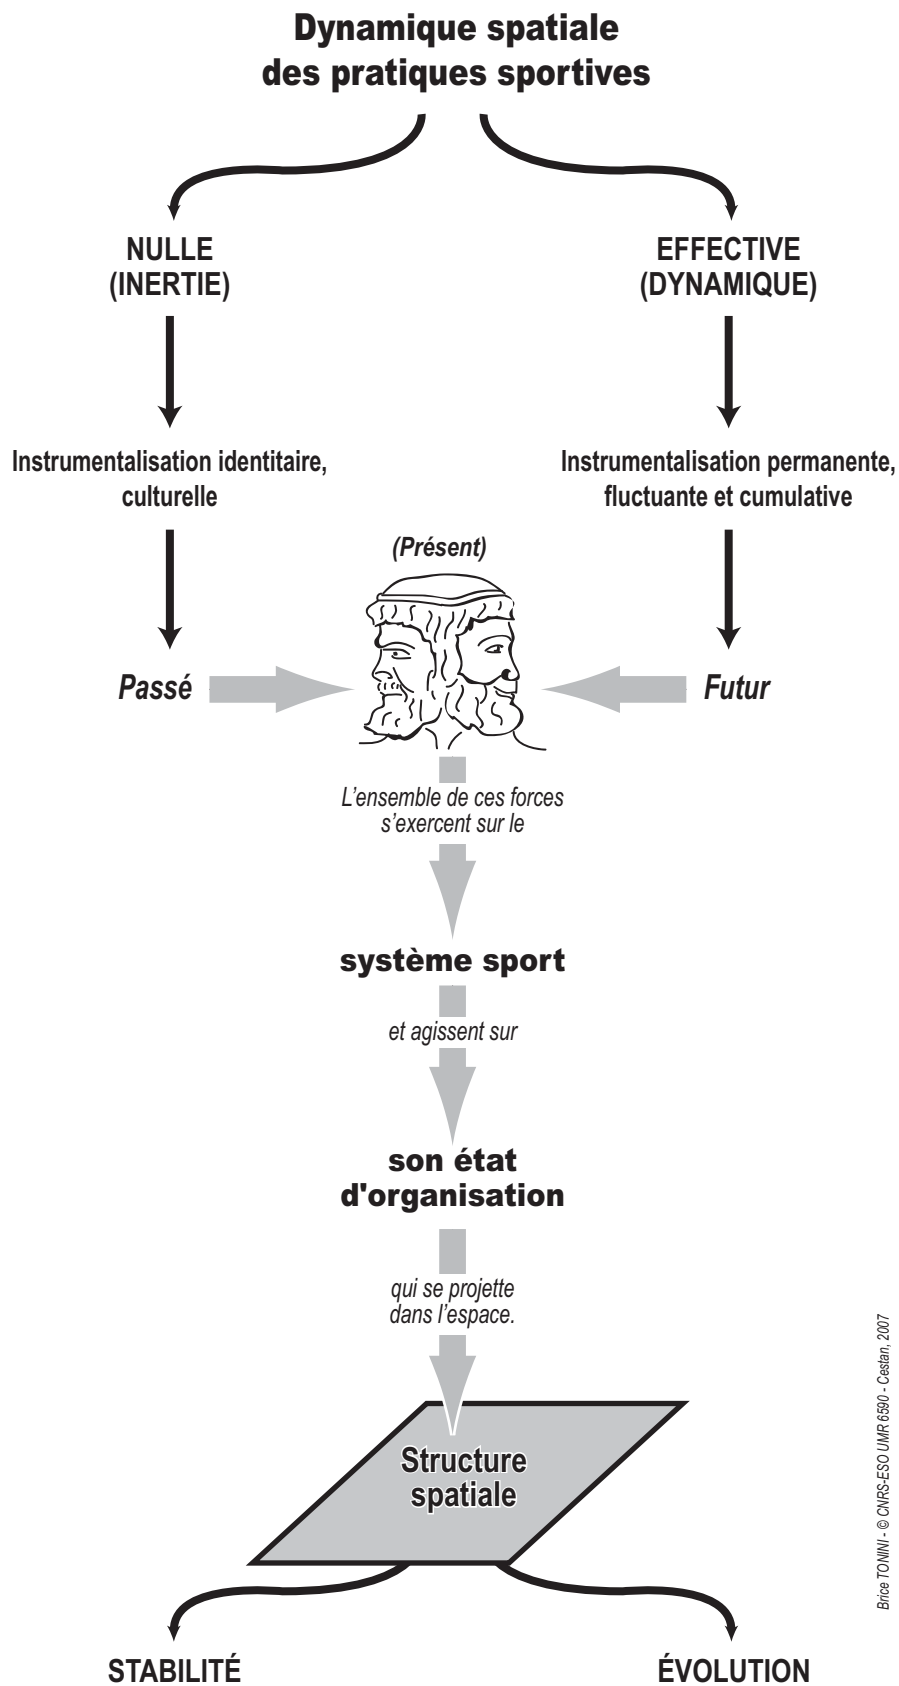 Dynamique spatiale
des pratiques sportives
NULLE
(INERTIE)
EFFECTIVE
(DYNAMIQUE)
Instrumentalisation identitaire,
culturelle
Instrumentalisation permanente,
fluctuante et cumulative
(Présent)
Passé
Futur
L'ensemble de ces forces
s'exercent sur le
système sport
et agissent sur
son état
d'organisation
qui se projette
dans l'espace.
Structure
spatiale
STABILITÉ
ÉVOLUTION
Brice TONINI - © CNRS-ESO UMR 6590 - Cestan, 2007